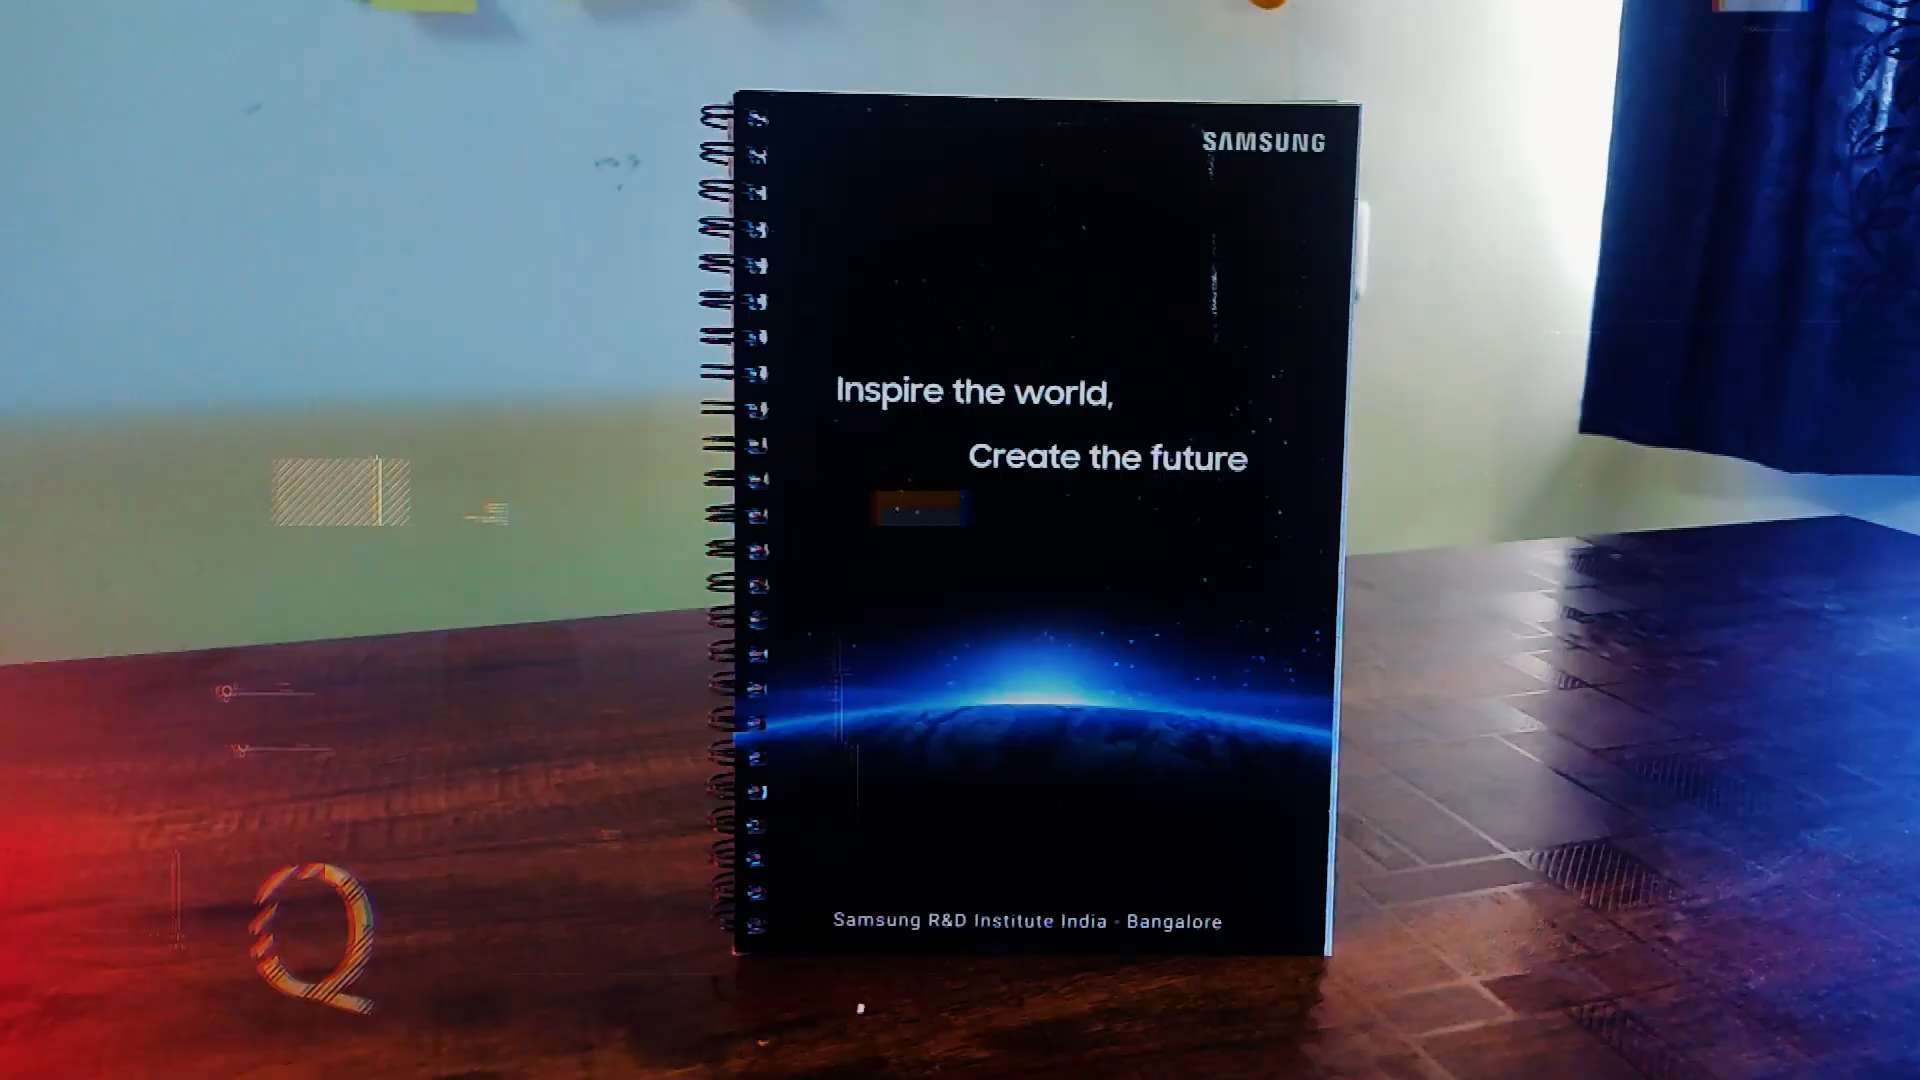 SAMSUNG
Inspire the world,
Create the future
Samsung R&D Institute India - Bangalore
Q